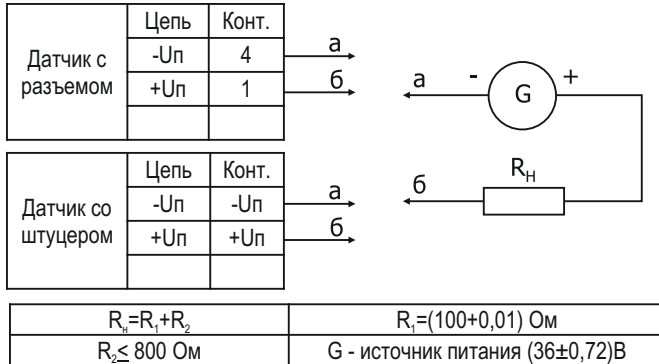 Датчик с разъемом
Цепь Конт.
-Uп 4
+Uп 1
а
б
Датчик со штуцером
Цепь Конт.
-Uп -Uп
+Uп +Uп
а
б
а - G +
б Rн
Rн=R1+R2 R1=(100+0,01) Ом
R2≤ 800 Ом G - источник питания (36±0,72)В